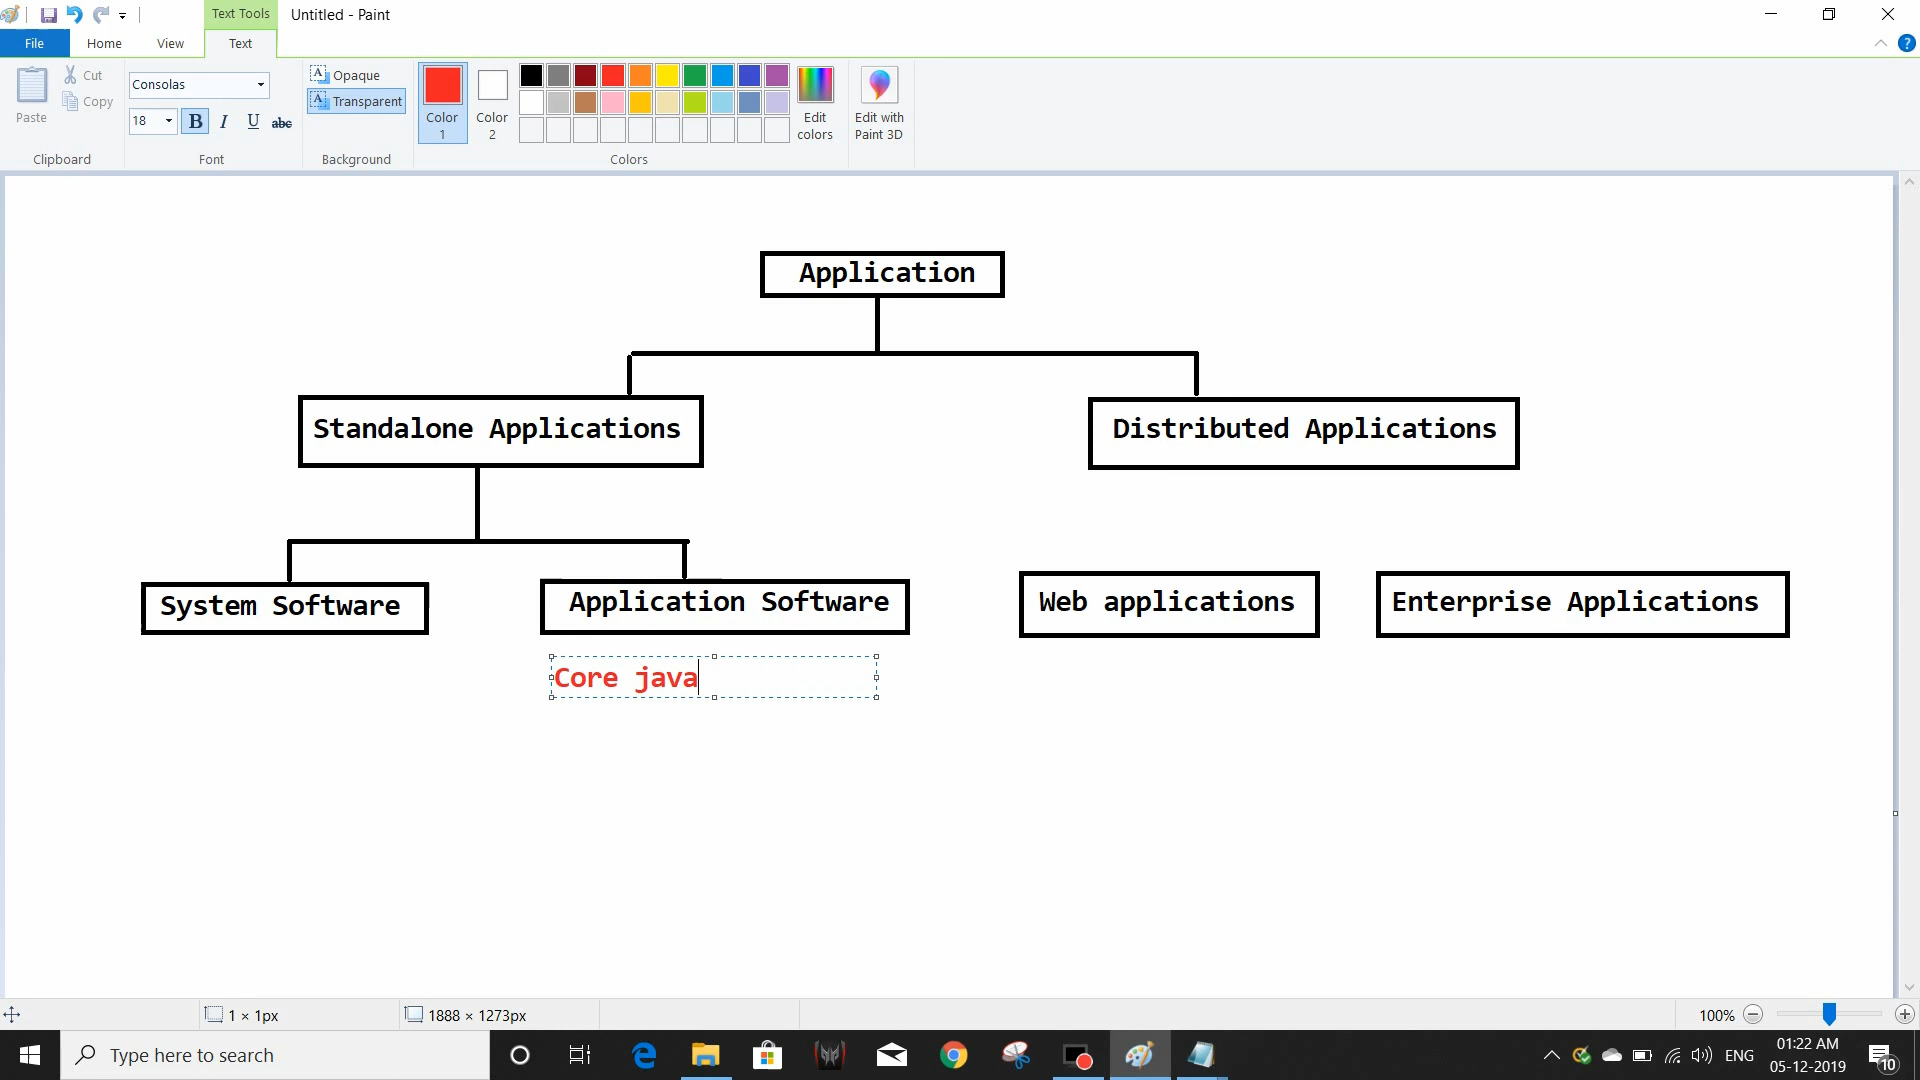 Text Tools
Untitled - Paint
File
Home
View
Text
Paste
Cut
Copy
Clipboard
Consolas
18
B
I
U
abc
Font
Opaque
Transparent
Background
Color
1
Color
2
Edit
colors
Colors
Edit with
Paint 3D
Application
Standalone Applications
Distributed Applications
System Software
Application Software
Web applications
Enterprise Applications
Core java
1 × 1px
1888 × 1273px
100%
Type here to search
ENG
01:22 AM
05-12-2019
10